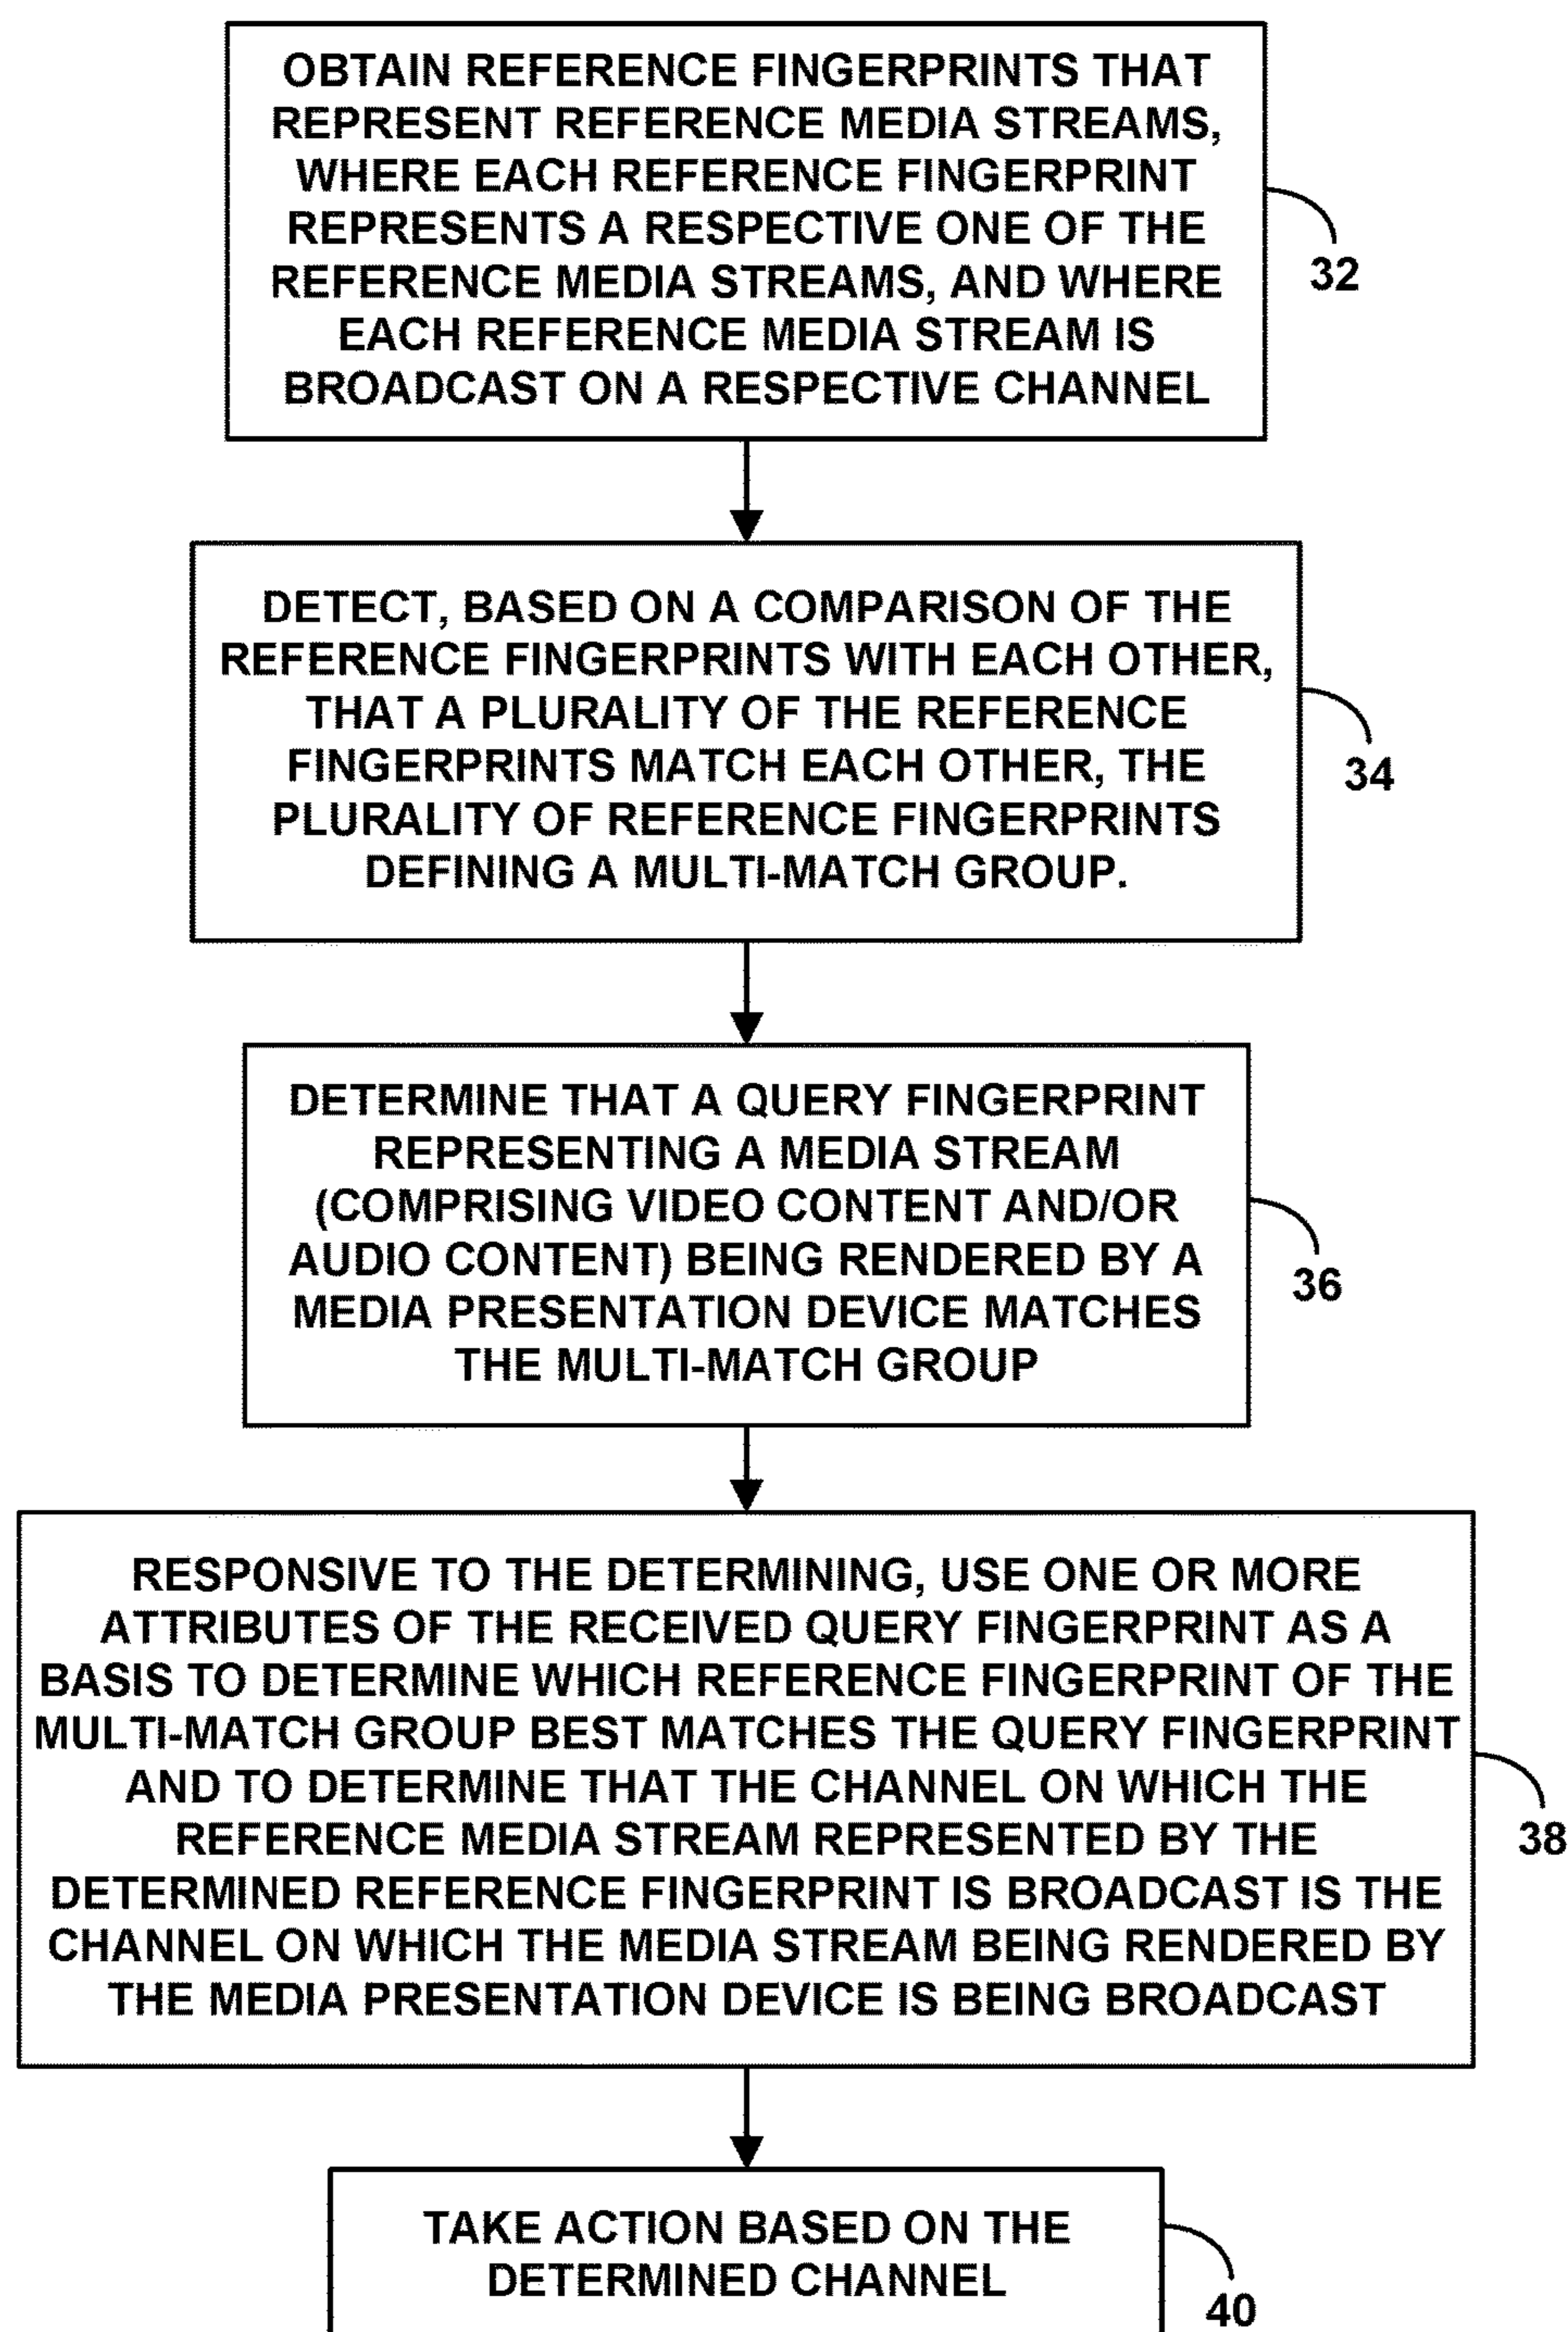 OBTAIN REFERENCE FINGERPRINTS THAT
REPRESENT REFERENCE MEDIA STREAMS,
WHERE EACH REFERENCE FINGERPRINT
REPRESENTS A RESPECTIVE ONE OF THE
REFERENCE MEDIA STREAMS, AND WHERE
EACH REFERENCE MEDIA STREAM IS
BROADCAST ON A RESPECTIVE CHANNEL
32
DETECT, BASED ON A COMPARISON OF THE
REFERENCE FINGERPRINTS WITH EACH OTHER,
THAT A PLURALITY OF THE REFERENCE
FINGERPRINTS MATCH EACH OTHER, THE
PLURALITY OF REFERENCE FINGERPRINTS
DEFINING A MULTI-MATCH GROUP.
34
DETERMINE THAT A QUERY FINGERPRINT
REPRESENTING A MEDIA STREAM
(COMPRISING VIDEO CONTENT AND/OR
AUDIO CONTENT) BEING RENDERED BY A
MEDIA PRESENTATION DEVICE MATCHES
THE MULTI-MATCH GROUP
36
RESPONSIVE TO THE DETERMINING, USE ONE OR MORE
ATTRIBUTES OF THE RECEIVED QUERY FINGERPRINT AS A
BASIS TO DETERMINE WHICH REFERENCE FINGERPRINT OF THE
MULTI-MATCH GROUP BEST MATCHES THE QUERY FINGERPRINT
AND TO DETERMINE THAT THE CHANNEL ON WHICH THE
REFERENCE MEDIA STREAM REPRESENTED BY THE
DETERMINED REFERENCE FINGERPRINT IS BROADCAST IS THE
CHANNEL ON WHICH THE MEDIA STREAM BEING RENDERED BY
THE MEDIA PRESENTATION DEVICE IS BEING BROADCAST
38
TAKE ACTION BASED ON THE
DETERMINED CHANNEL
40